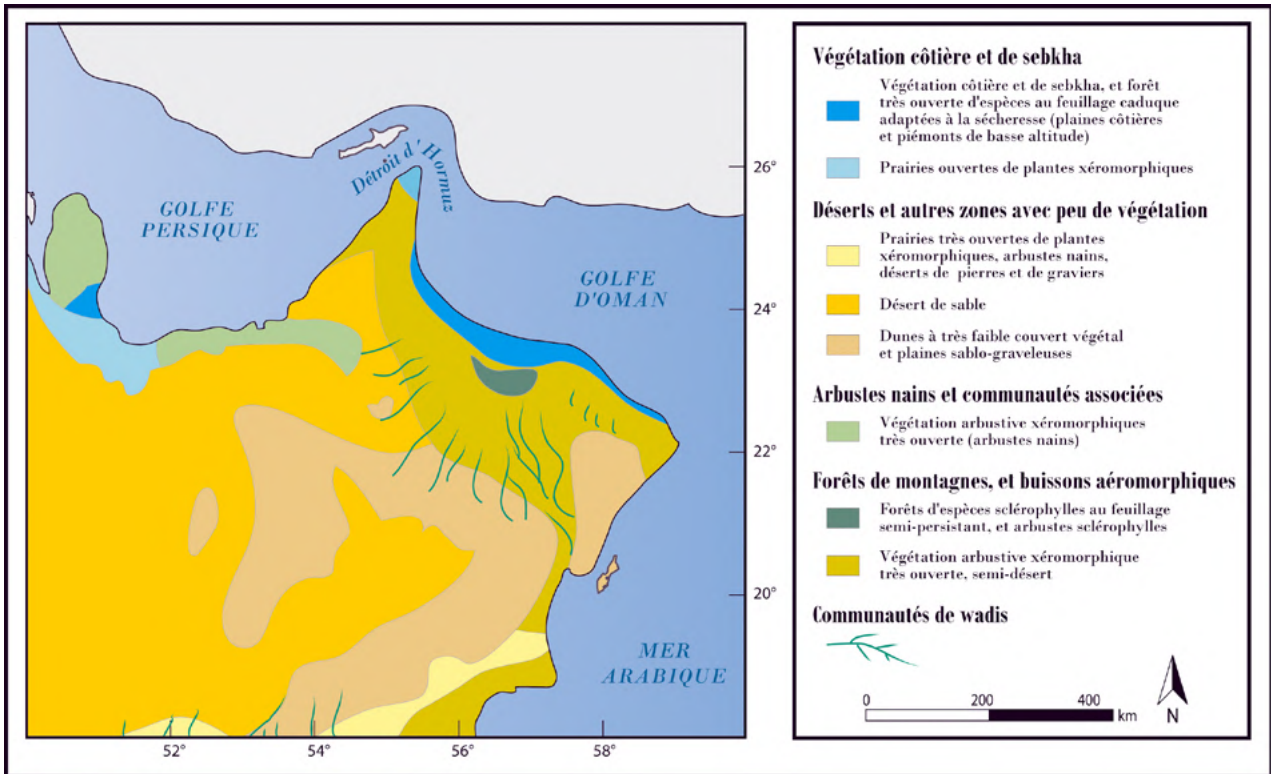 Détroit d'Hormuz
GOLFE
PERSIQUE
GOLFE
D'OMAN
MER
ARABIQUE
26°
24°
22°
20°
52°
54°
56°
58°
Végétation côtière et de sebkha
Végétation côtière et de sebkha, et forêt
très ouverte d'espèces au feuillage caduque
adaptées à la sécheresse (plaines côtières
et piémonts de basse altitude)
Prairies ouvertes de plantes xéromorphiques
Déserts et autres zones avec peu de végétation
Prairies très ouvertes de plantes
xéromorphiques, arbustes nains,
déserts de pierres et de graviers
Désert de sable
Dunes à très faible couvert végétal
et plaines sablo-graveleuses
Arbustes nains et communautés associées
Végétation arbustive xéromorphiques
très ouverte (arbustes nains)
Forêts de montagnes, et buissons aéromorphiques
Forêts d'espèces sclérophylles au feuillage
semi-persistant, et arbustes sclérophylles
Végétation arbustive xéromorphique
très ouverte, semi-désert
Communautés de wadis
0 200 400
km
N